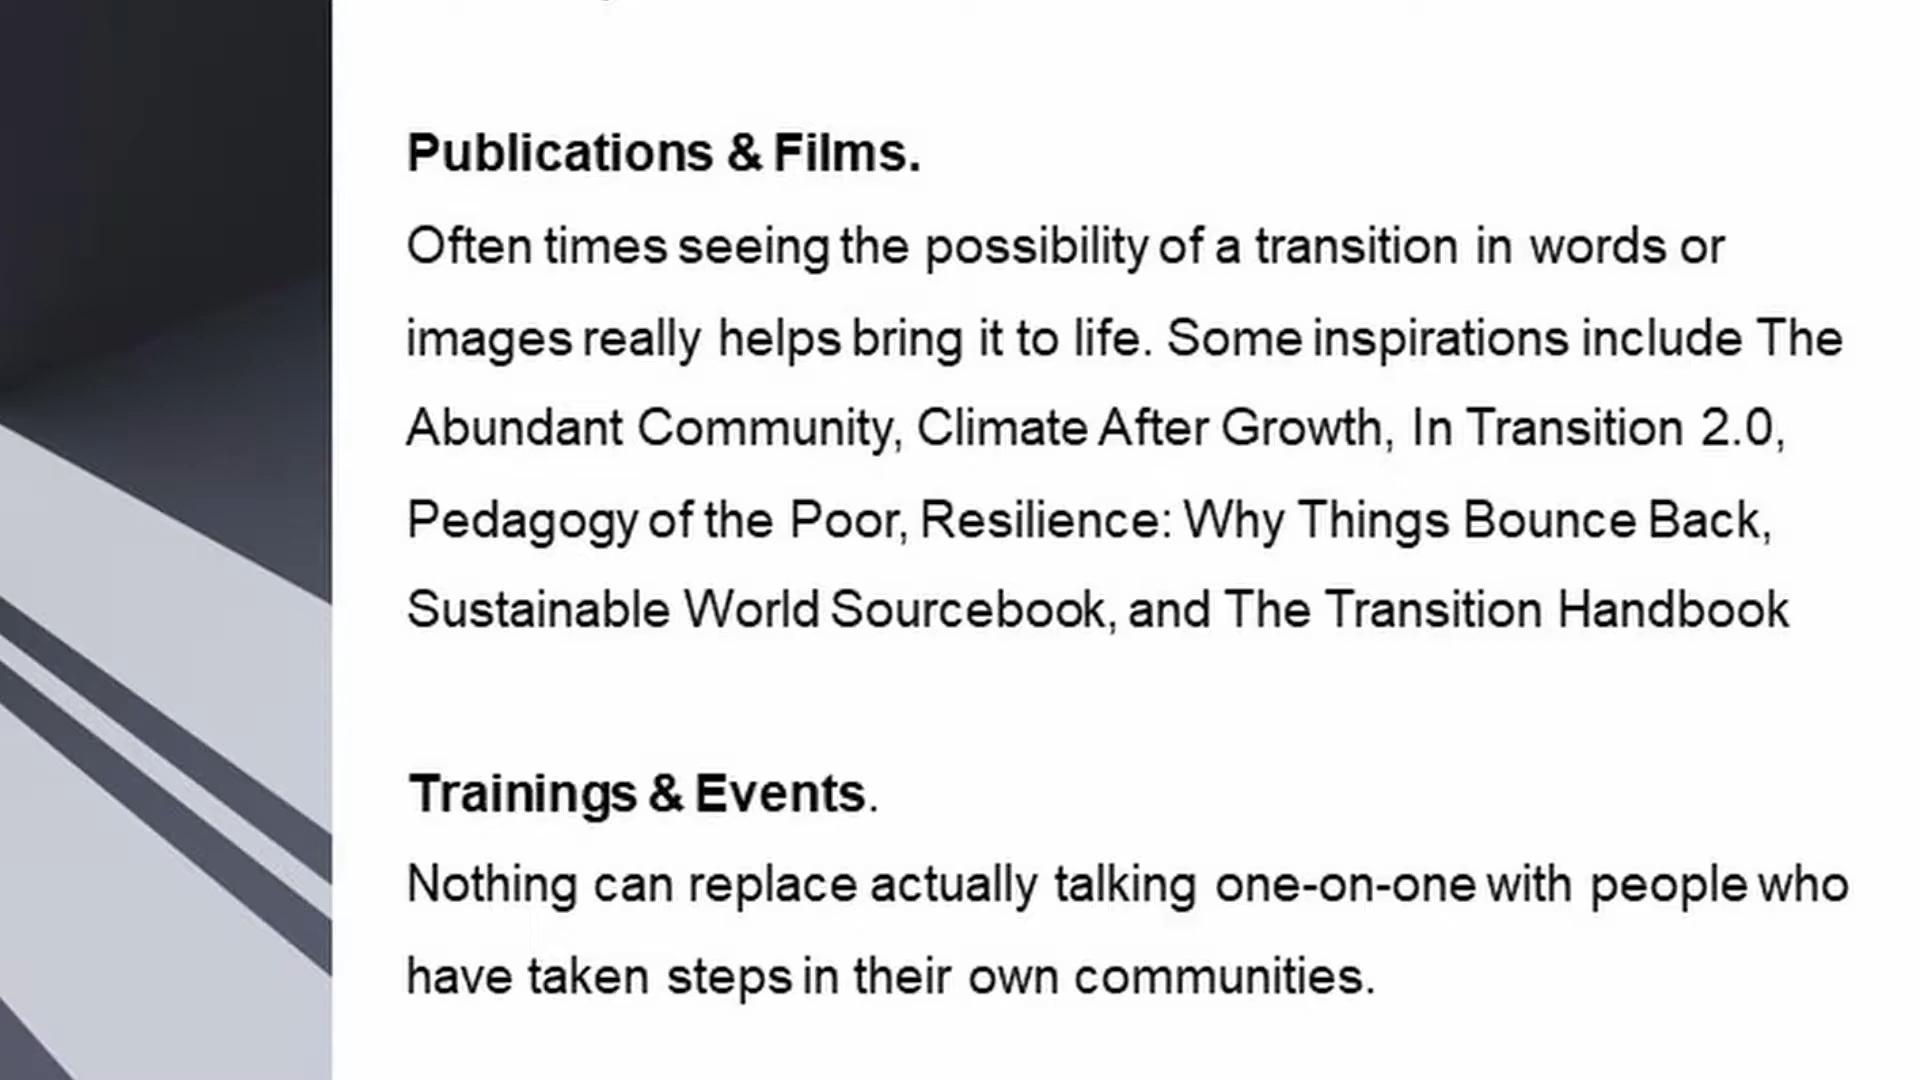 Publications & Films.
Often times seeing the possibility of a transition in words or
images really helps bring it to life. Some inspirations include The
Abundant Community, Climate After Growth, In Transition 2.0,
Pedagogy of the Poor, Resilience: Why Things Bounce Back,
Sustainable World Sourcebook, and The Transition Handbook
Trainings & Events.
Nothing can replace actually talking one-on-one with people who
have taken steps in their own communities.